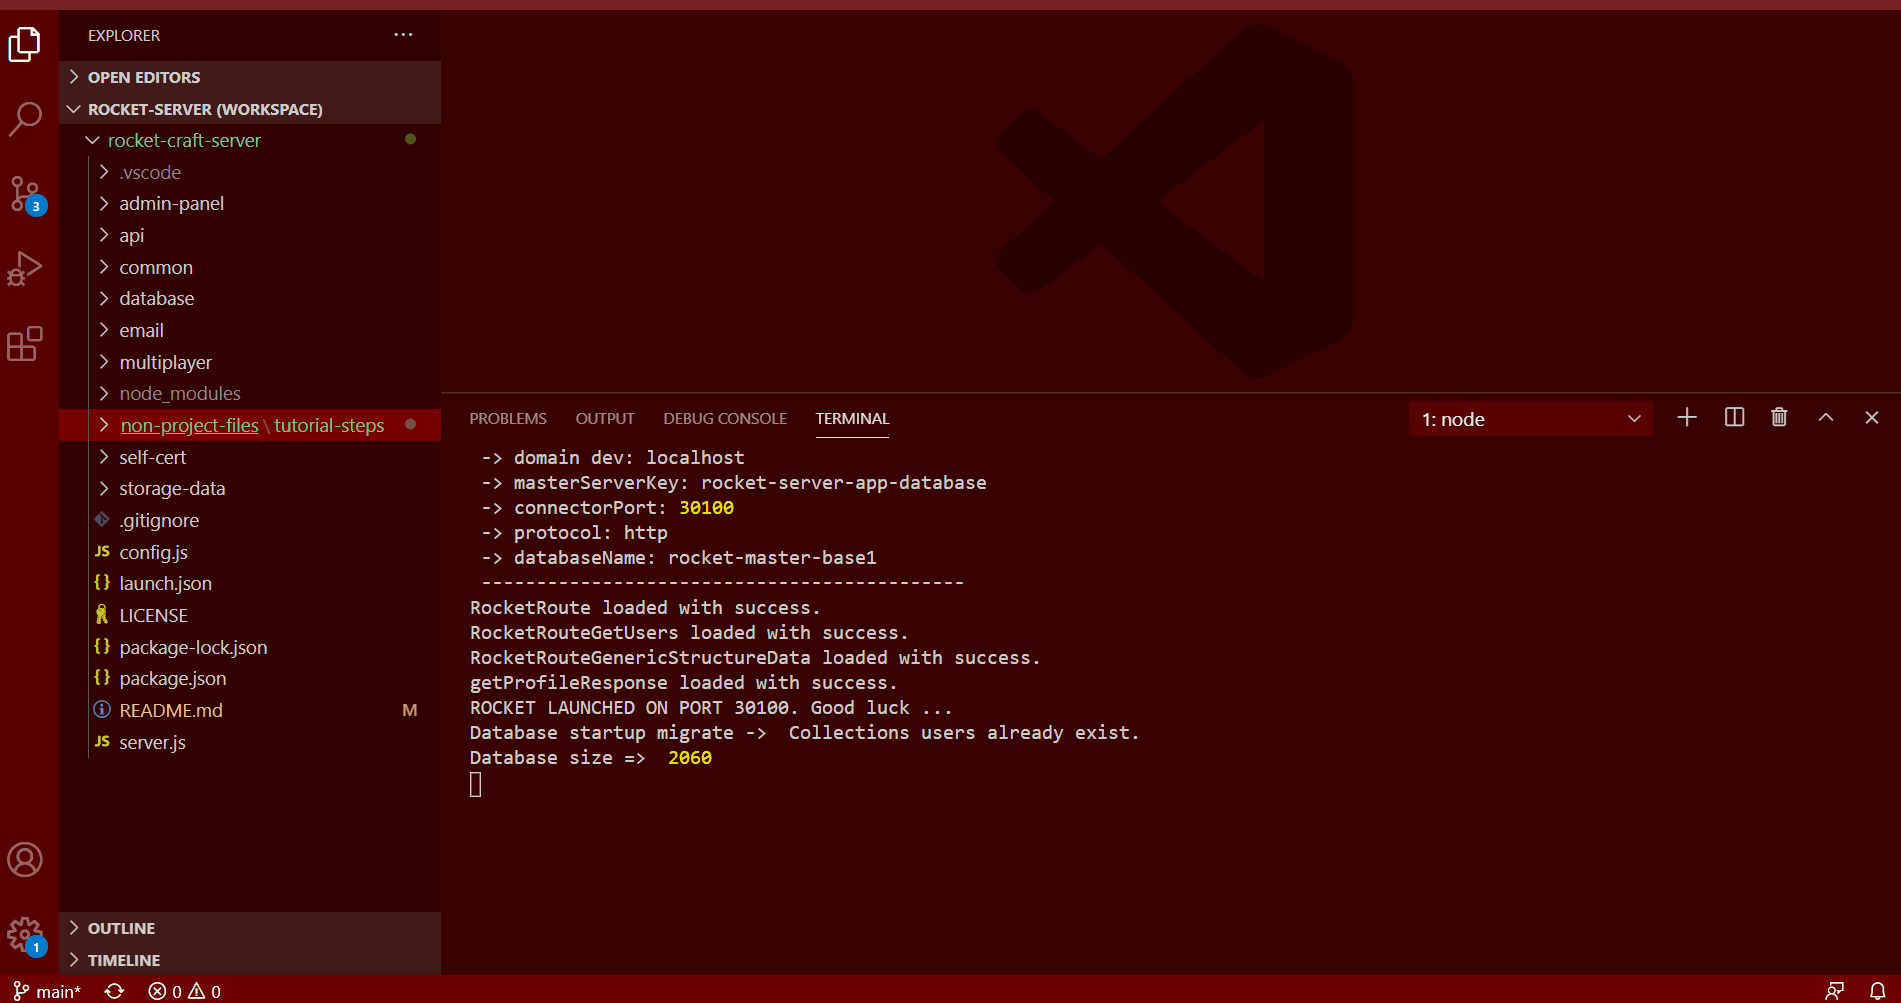 EXPLORER
OPEN EDITORS
ROCKET-SERVER (WORKSPACE)
rocket-craft-server
.vscode
admin-panel
api
common
database
email
multiplayer
node_modules
non-project-files \ tutorial-steps
self-cert
storage-data
.gitignore
JS config.js
{} launch.json
LICENSE
{} package-lock.json
{} package.json
README.md M
JS server.js
OUTLINE
TIMELINE
3
1
PROBLEMS OUTPUT DEBUG CONSOLE TERMINAL 1: node
-> domain dev: localhost
-> masterServerKey: rocket-server-app-database
-> connectorPort: 30100
-> protocol: http
-> databaseName: rocket-master-base1
--------------------------------------------
RocketRoute loaded with success.
RocketRouteGetUsers loaded with success.
RocketRouteGenericStructureData loaded with success.
getProfileResponse loaded with success.
ROCKET LAUNCHED ON PORT 30100. Good luck ...
Database startup migrate ->  Collections users already exist.
Database size =>  2060
main* 0 0